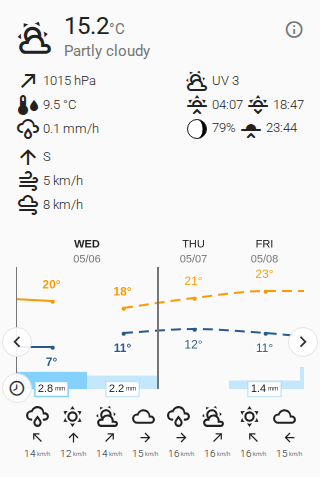 15.2°C
Partly cloudy
1015 hPa
UV 3
9.5 °C
04:07 18:47
0.1 mm/h
79% 23:44
S
5 km/h
8 km/h
WED THU FRI
05/06 05/07 05/08
20° 18° 21° 23°
7° 11° 12° 11°
2.8 mm 2.2 mm 1.4 mm
14 km/h 12 km/h 14 km/h 15 km/h 16 km/h 16 km/h 16 km/h 15 km/h